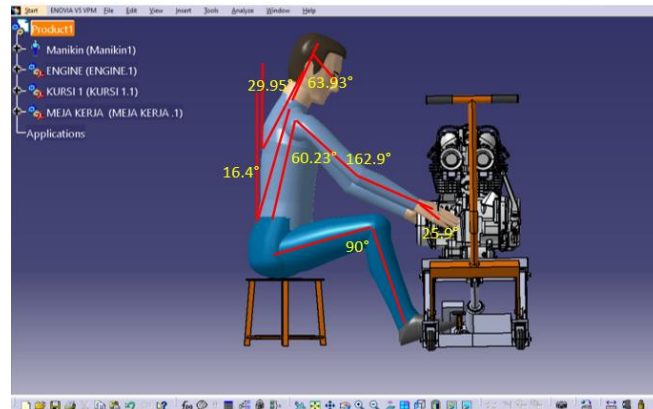 Start ENOVIA V5 VPM File Edit View Insert Tools Analyze Window Help
Product1
Manikin (Manikin1)
ENGINE (ENGINE.1)
KURSI 1 (KURSI 1.1)
MEJA KERJA (MEJA KERJA .1)
Applications
29.95°
63.93°
16.4°
60.23°
162.9°
25.9°
90°